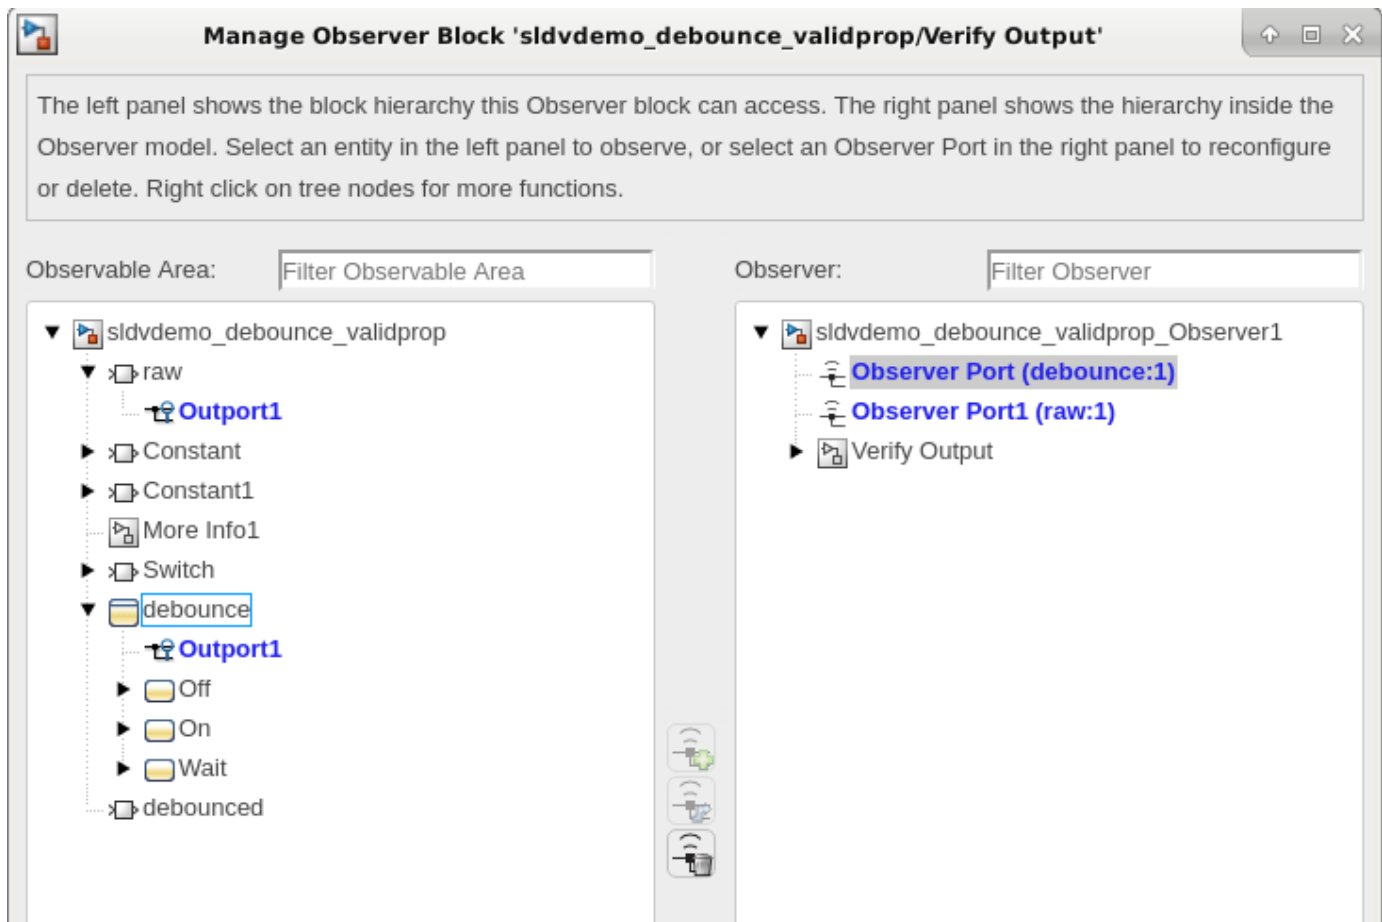 Manage Observer Block 'sldvdemo_debounce_validprop/Verify Output'
The left panel shows the block hierarchy this Observer block can access. The right panel shows the hierarchy inside the
Observer model. Select an entity in the left panel to observe, or select an Observer Port in the right panel to reconfigure
or delete. Right click on tree nodes for more functions.
Observable Area:
Filter Observable Area
sldvdemo_debounce_validprop
raw
Outport1
Constant
Constant1
More Info1
Switch
debounce
Outport1
Off
On
Wait
debounced
Observer:
Filter Observer
sldvdemo_debounce_validprop_Observer1
Observer Port (debounce:1)
Observer Port1 (raw:1)
Verify Output